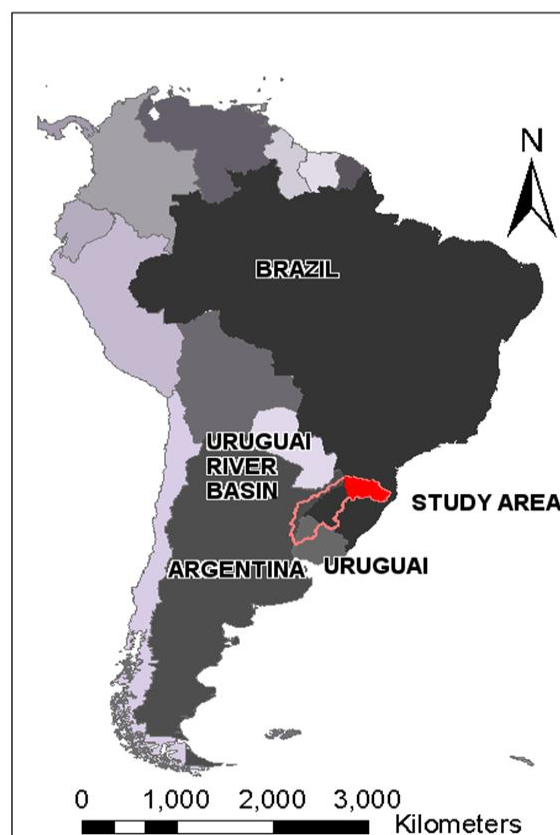 N
BRAZIL
URUGUAI
RIVER
BASIN
STUDY AREA
ARGENTINA
URUGUAI
0 1,000 2,000 3,000
Kilometers